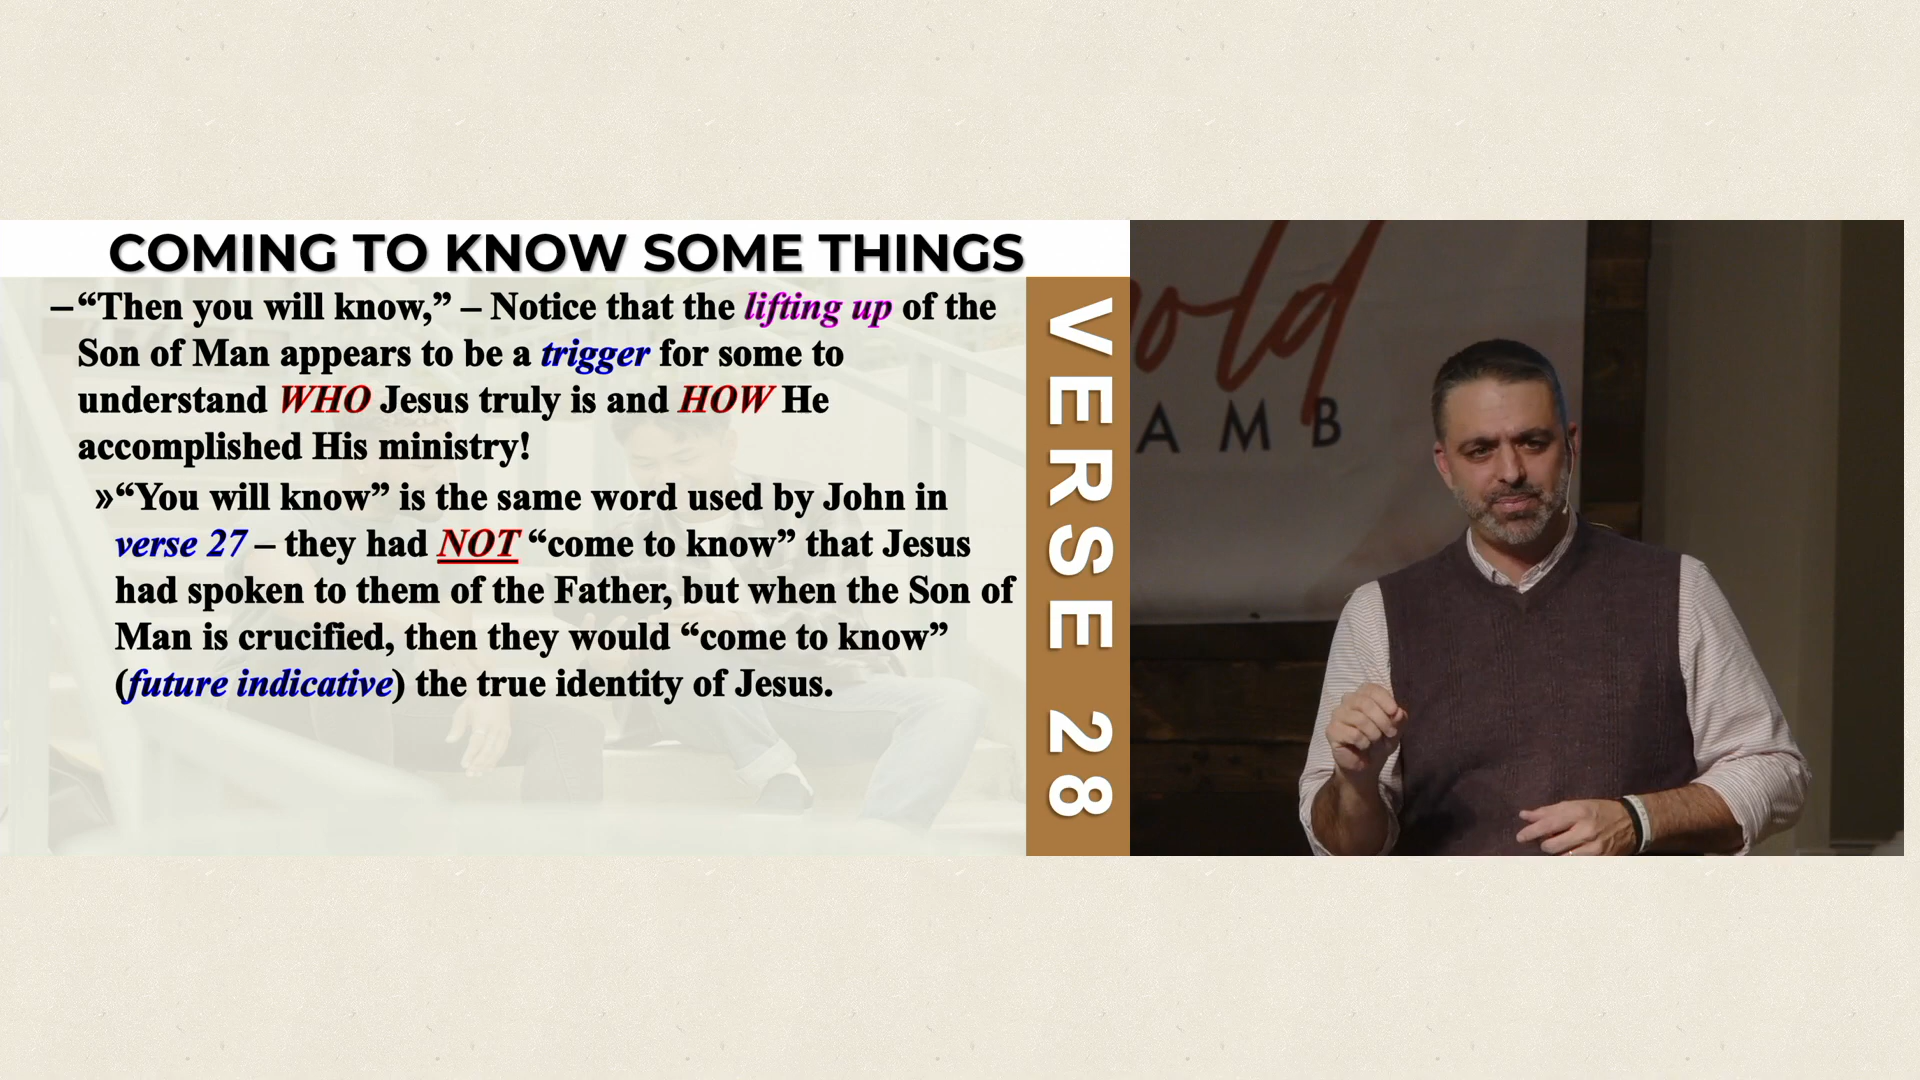 COMING TO KNOW SOME THINGS
– “Then you will know,” – Notice that the lifting up of the
Son of Man appears to be a trigger for some to
understand WHO Jesus truly is and HOW He
accomplished His ministry!
» “You will know” is the same word used by John in
verse 27 – they had NOT “come to know” that Jesus
had spoken to them of the Father, but when the Son of
Man is crucified, then they would “come to know”
(future indicative) the true identity of Jesus.
VERSE 28
old
AMB